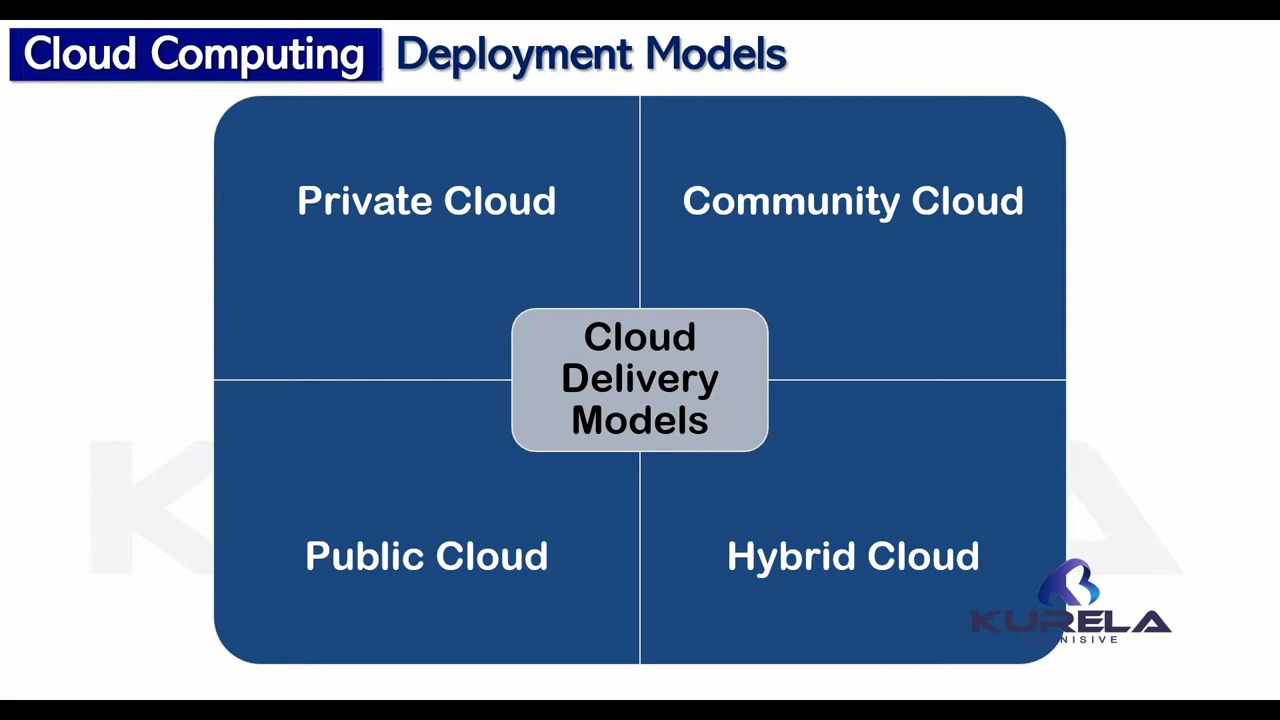 Cloud Computing Deployment Models
Private Cloud
Community Cloud
Cloud
Delivery
Models
Public Cloud
Hybrid Cloud
KURELA